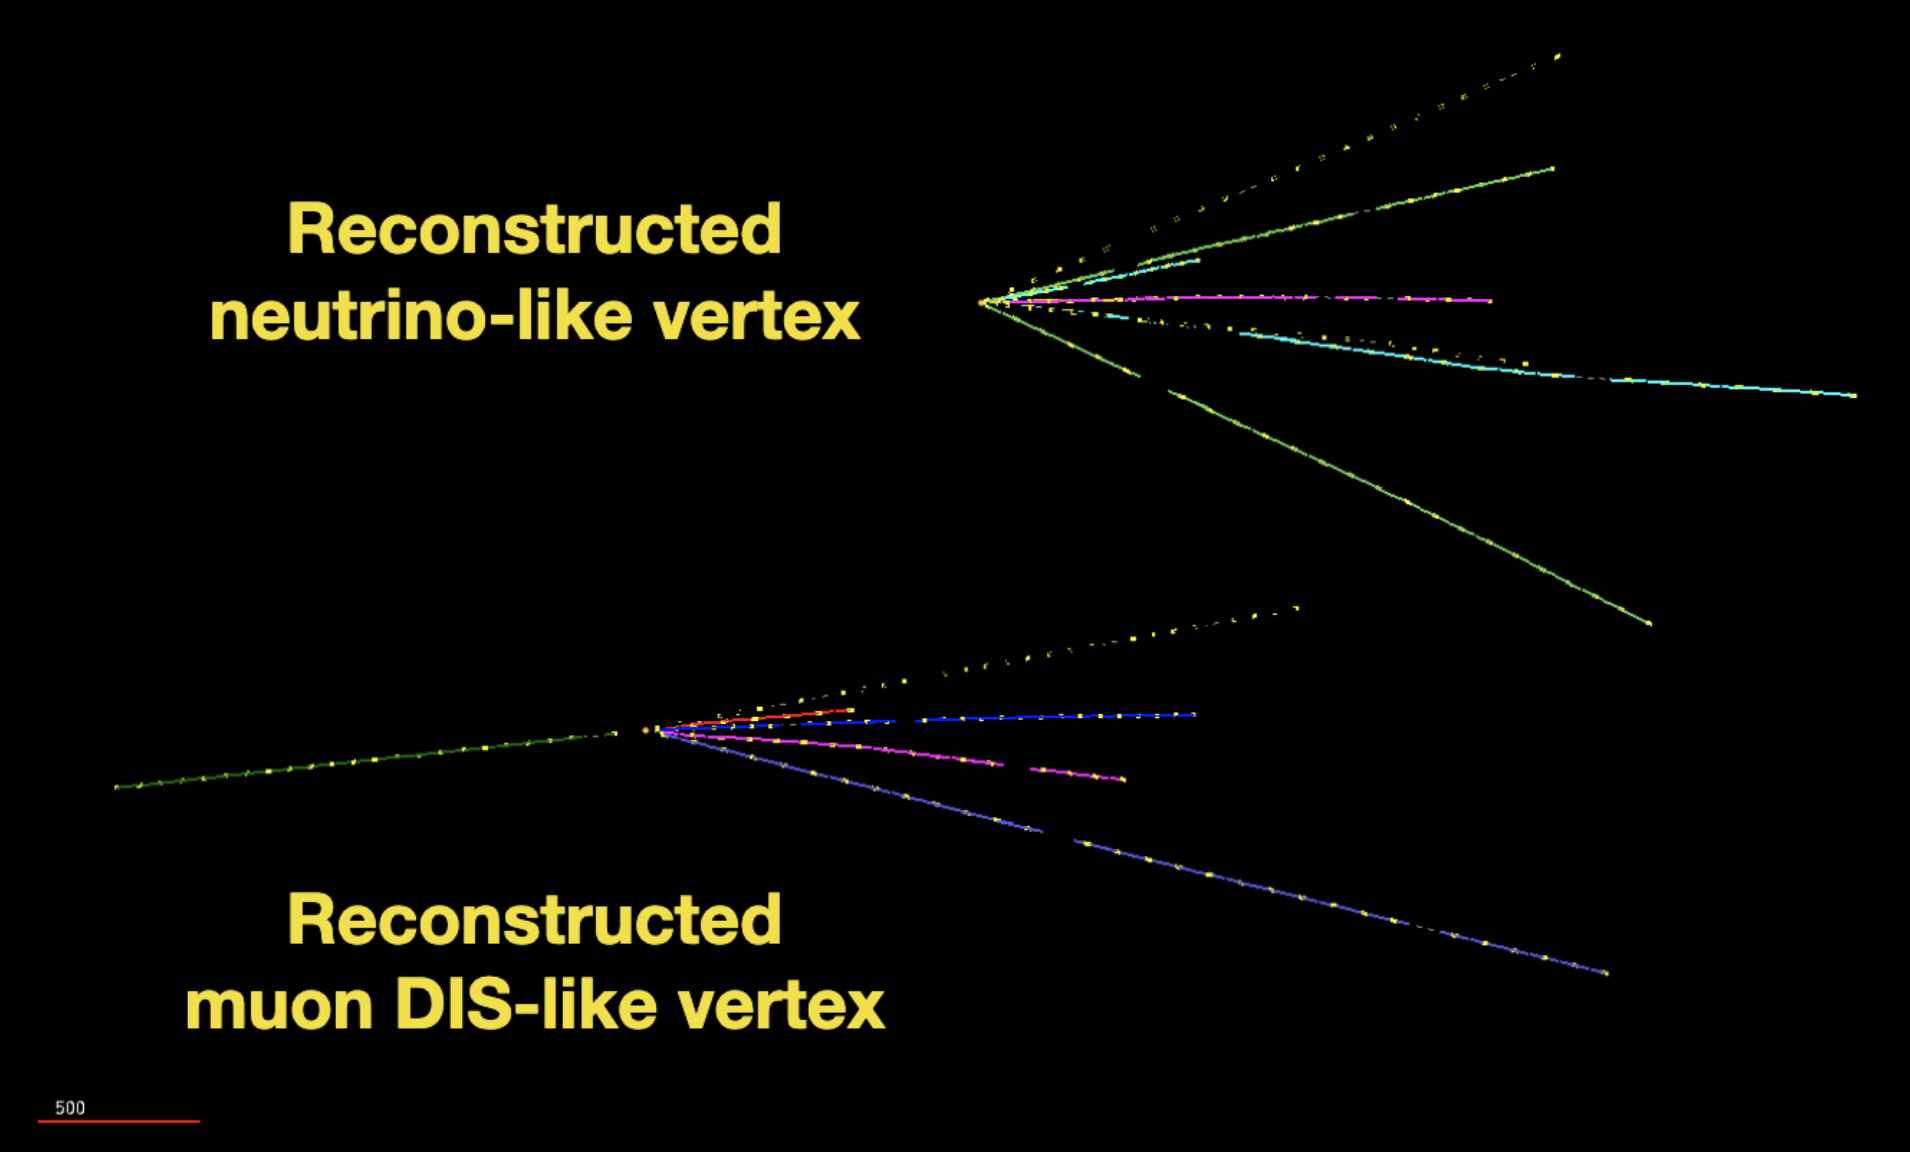 Reconstructed
neutrino-like vertex
Reconstructed
muon DIS-like vertex
500